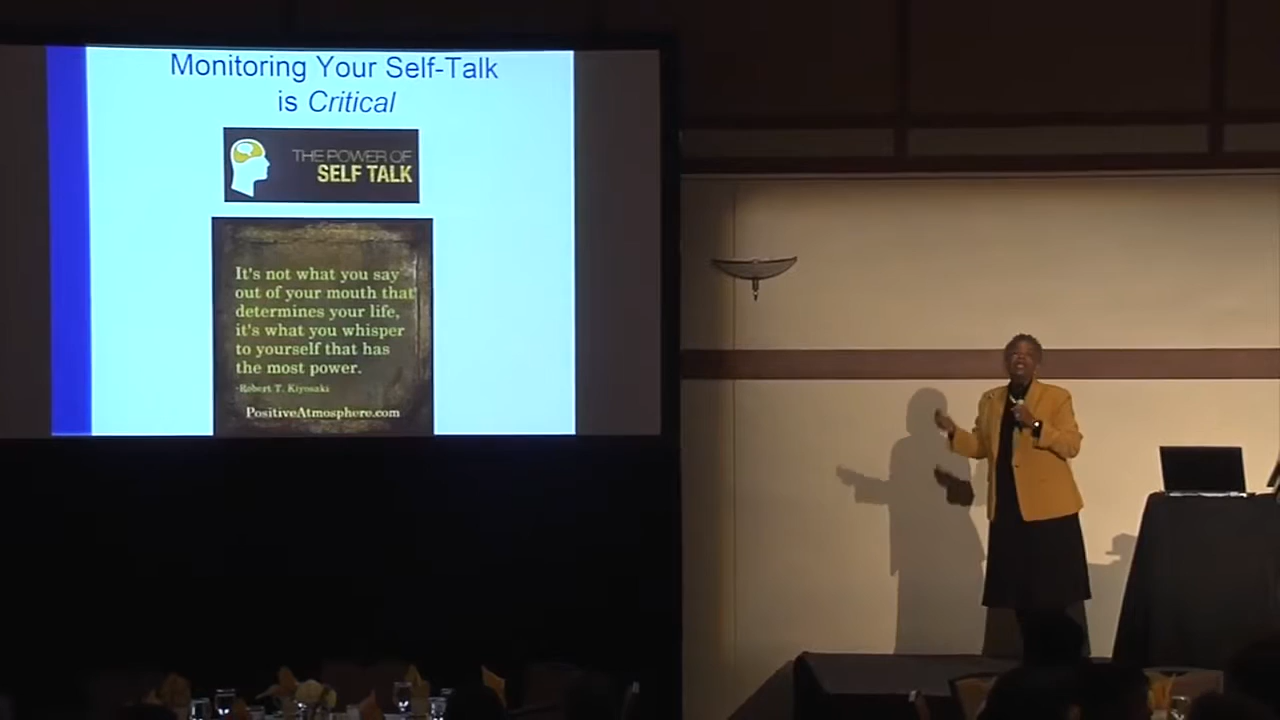 Monitoring Your Self-Talk
is Critical
THE POWER OF
SELF TALK
It's not what you say
out of your mouth that
determines your life,
it's what you whisper
to yourself that has
the most power.
-Robert T. Kiyosaki
PositiveAtmosphere.com